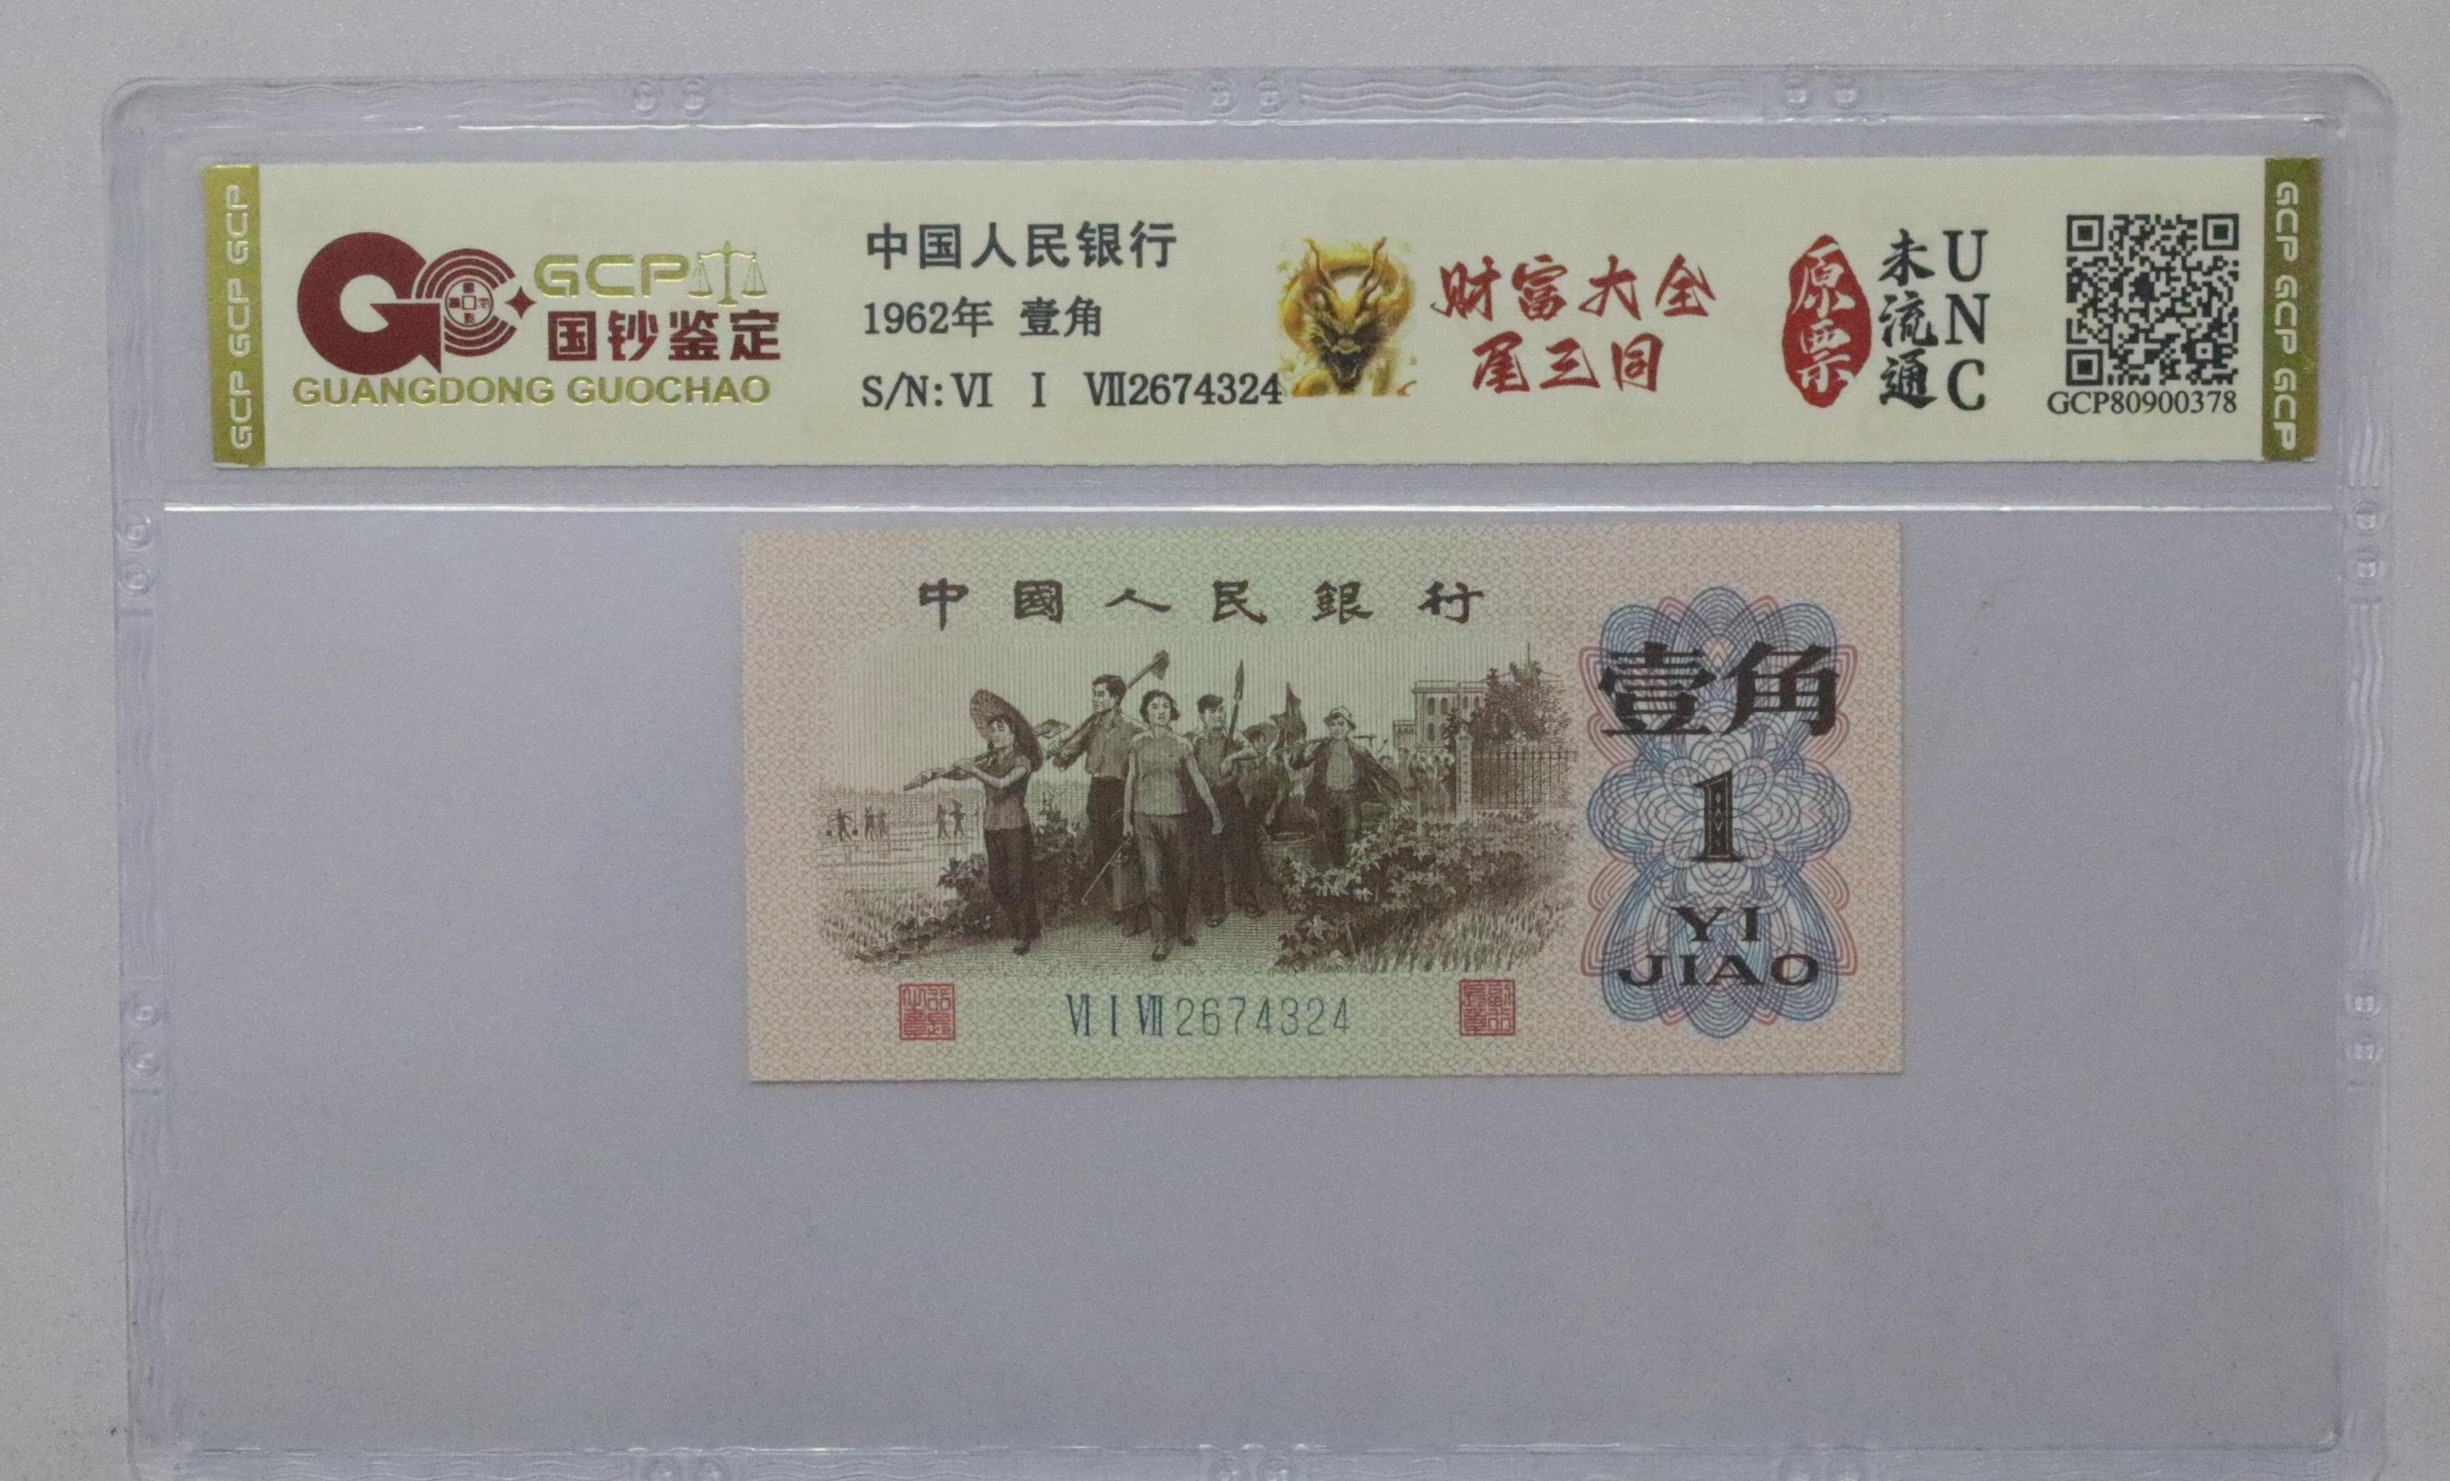 GCP GCP GCP
GCP
国钞鉴定
GUANGDONG GUOCHAO
中国人民银行
1962年 壹角
S/N: Ⅵ Ⅰ Ⅶ2674324
财富大全
尾三同
原票
未流通
UNC
GCP80900378
GCP GCP GCP
中國人民銀行
壹角
1
YI
JIAO
Ⅵ Ⅰ Ⅶ 2674324